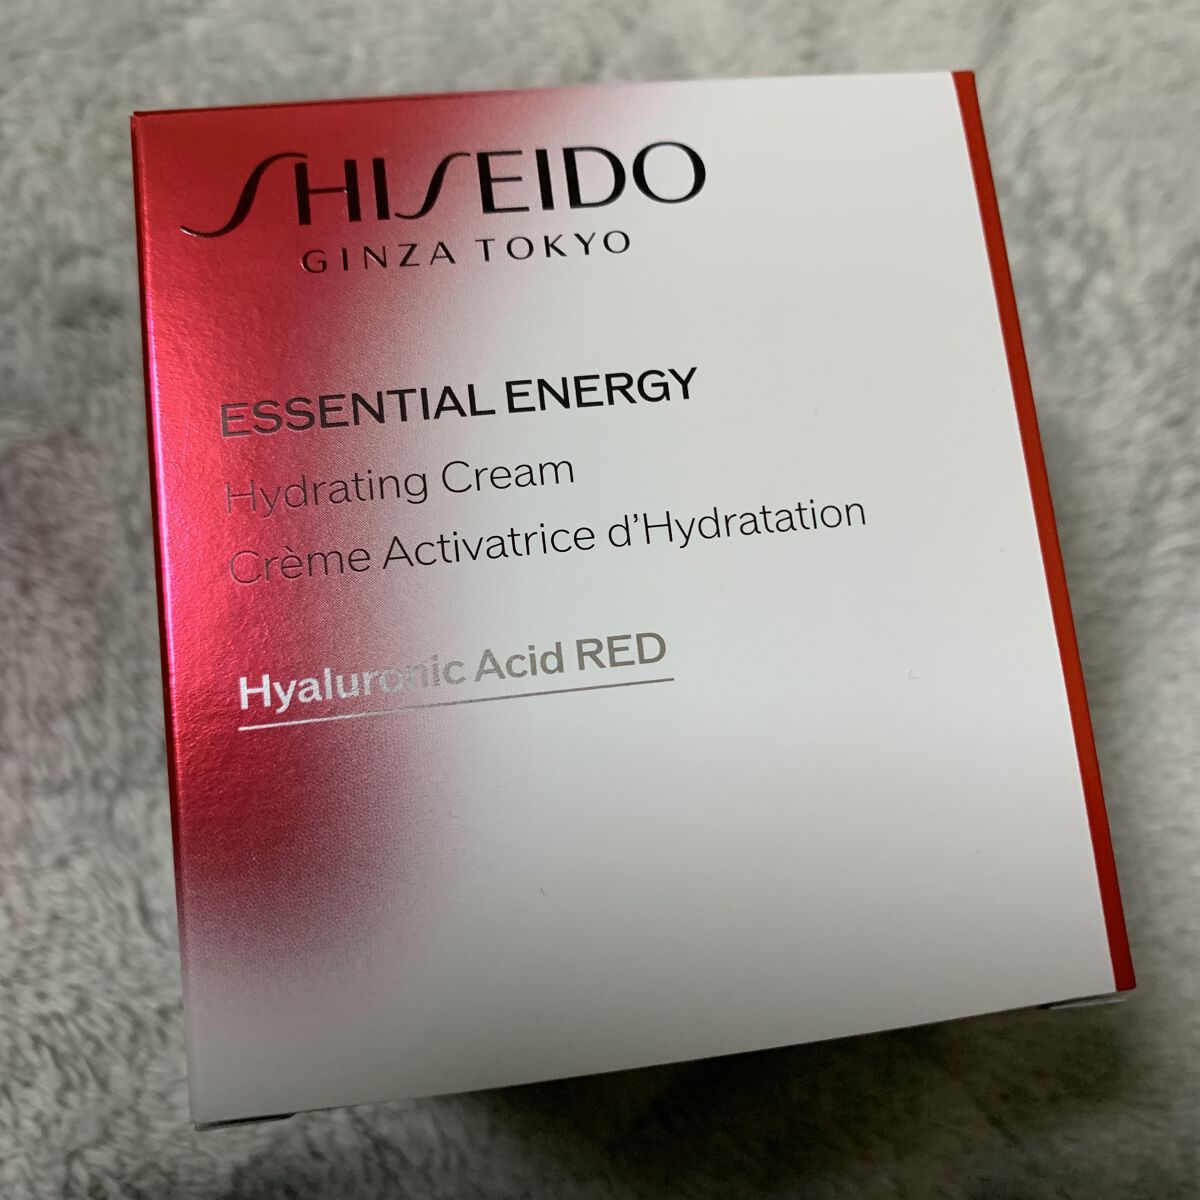 SHISEIDO
GINZA TOKYO
ESSENTIAL ENERGY
Hydrating Cream
Crème Activatrice d'Hydratation
Hyaluronic Acid RED